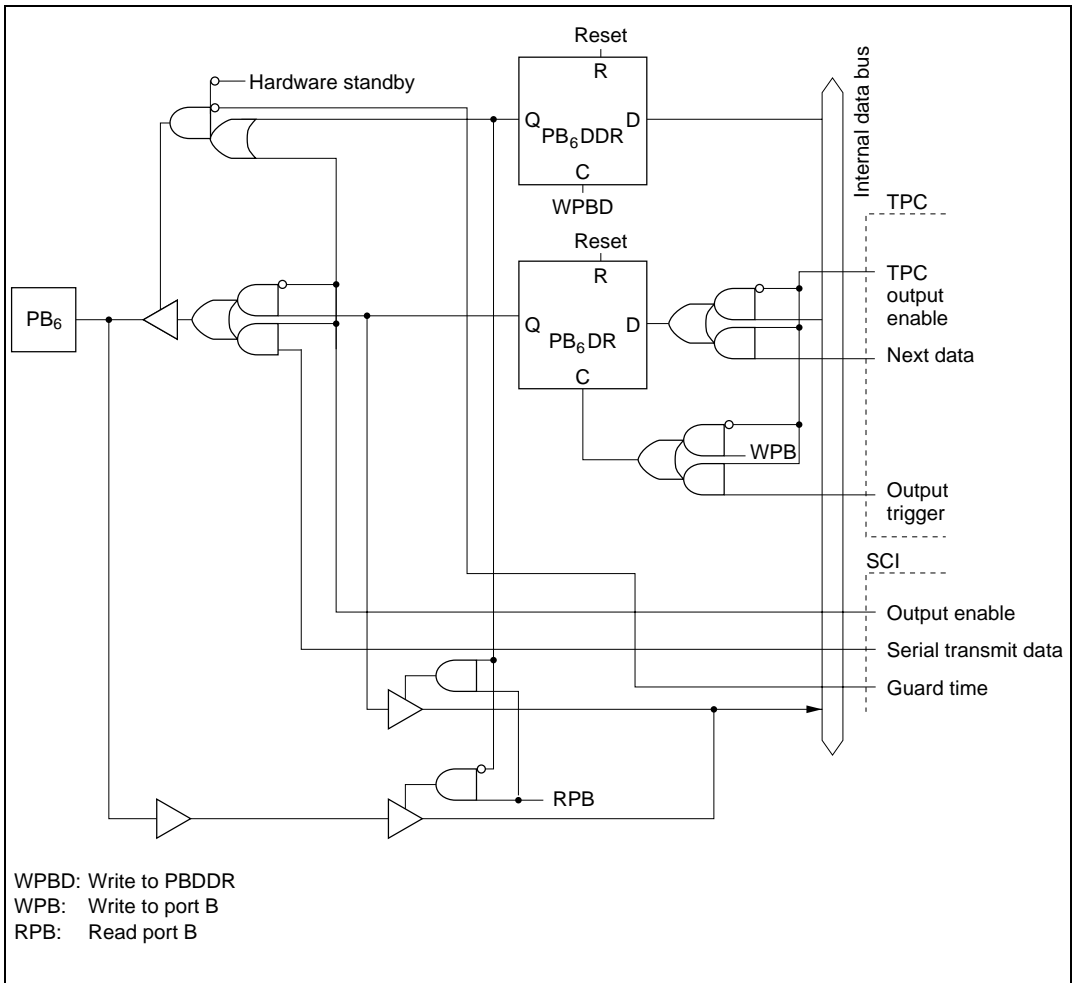 Reset
R
Hardware standby
Q
D
PB6DDR
C
WPBD
Internal data bus
TPC
Reset
R
TPC
output
enable
PB6
Q
D
PB6DR
C
Next data
WPB
Output
trigger
SCI
Output enable
Serial transmit data
Guard time
RPB
WPBD: Write to PBDDR
WPB: Write to port B
RPB: Read port B